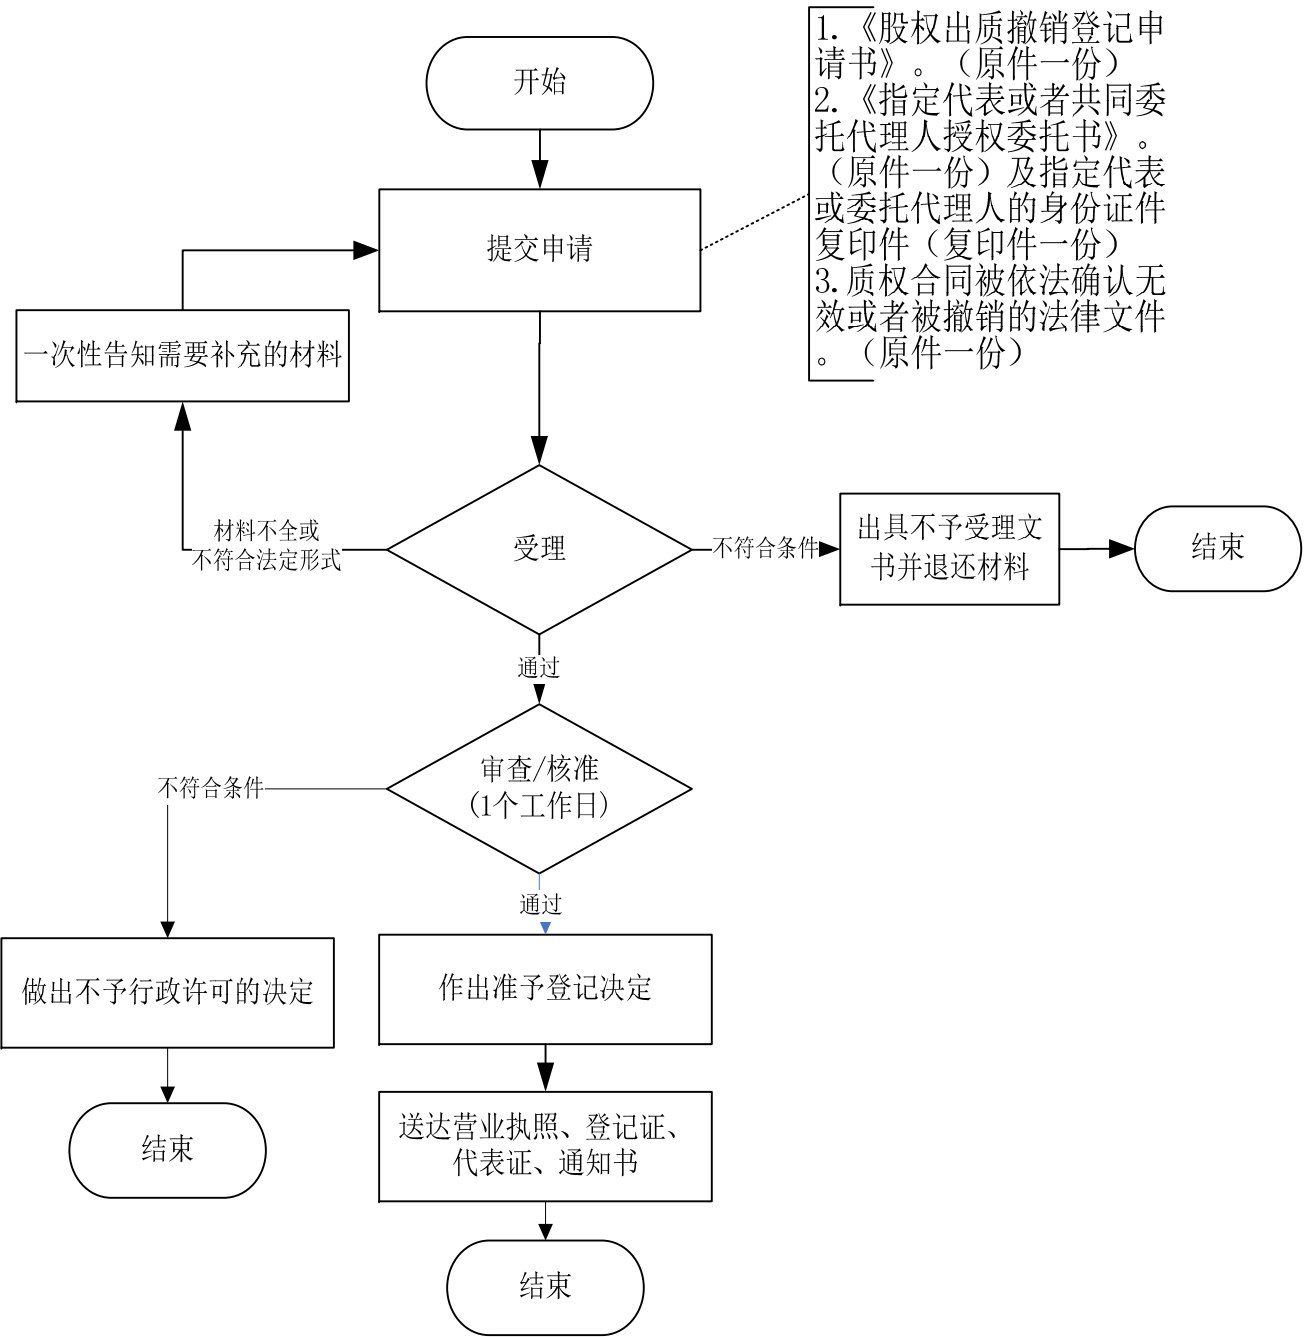 开始
1.《股权出质撤销登记申
请书》。（原件一份）
2.《指定代表或者共同委
托代理人授权委托书》。
（原件一份）及指定代表
或委托代理人的身份证件
复印件（复印件一份）
3.质权合同被依法确认无
效或者被撤销的法律文件
。（原件一份）
提交申请
一次性告知需要补充的材料
材料不全或
不符合法定形式
受理
不符合条件
出具不予受理文
书并退还材料
结束
通过
审查/核准
(1个工作日)
不符合条件
通过
做出不予行政许可的决定
作出准予登记决定
结束
送达营业执照、登记证、
代表证、通知书
结束